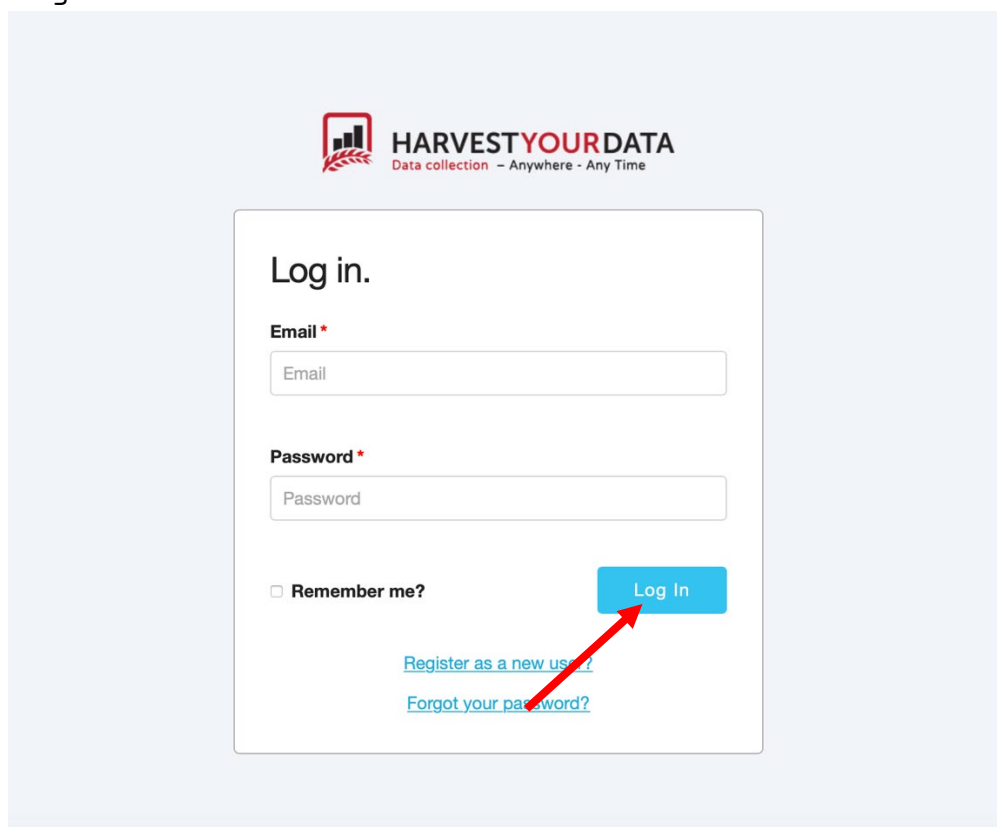 HARVESTYOURDATA
Data collection – Anywhere - Any Time
Log in.
Email *
Email
Password *
Password
Remember me?
Log In
Register as a new user?
Forgot your password?